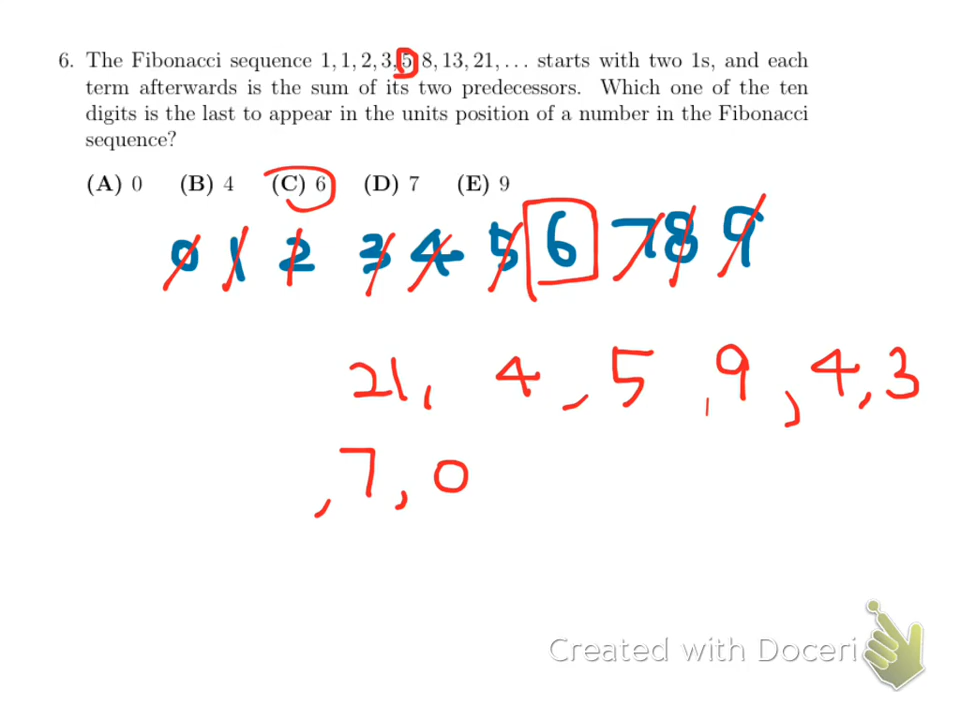 6. The Fibonacci sequence 1, 1, 2, 3, 5, 8, 13, 21, ... starts with two 1s, and each
term afterwards is the sum of its two predecessors. Which one of the ten
digits is the last to appear in the units position of a number in the Fibonacci
sequence?
(A) 0 (B) 4 (C) 6 (D) 7 (E) 9
0 1 2 3 4 5 6 7 8 9
21, 4, 5, 9, 4, 3
, 7, 0
Created with Doceri